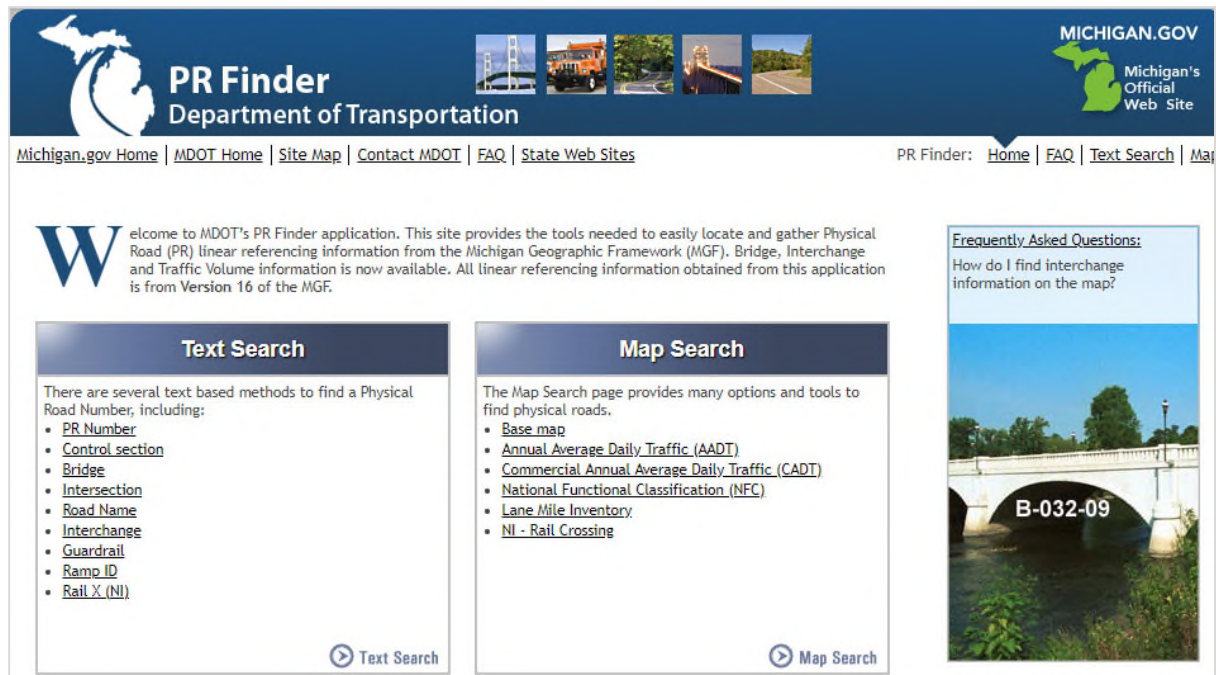 MICHIGAN.GOV
Michigan's
Official
Web Site
PR Finder
Department of Transportation
Michigan.gov Home | MDOT Home | Site Map | Contact MDOT | FAQ | State Web Sites
PR Finder: Home | FAQ | Text Search |
Welcome to MDOT's PR Finder application. This site provides the tools needed to easily locate and gather Physical
Road (PR) linear referencing information from the Michigan Geographic Framework (MGF). Bridge, Interchange
and Traffic Volume information is now available. All linear referencing information obtained from this application
is from Version 16 of the MGF.
Text Search
There are several text based methods to find a Physical
Road Number, including:
• PR Number
• Control section
• Bridge
• Intersection
• Road Name
• Interchange
• Guardrail
• Ramp ID
• Rail X (NI)
Text Search
Map Search
The Map Search page provides many options and tools to
find physical roads.
• Base map
• Annual Average Daily Traffic (AADT)
• Commercial Annual Average Daily Traffic (CADT)
• National Functional Classification (NFC)
• Lane Mile Inventory
• NI - Rail Crossing
Map Search
Frequently Asked Questions:
How do I find interchange
information on the map?
B-032-09